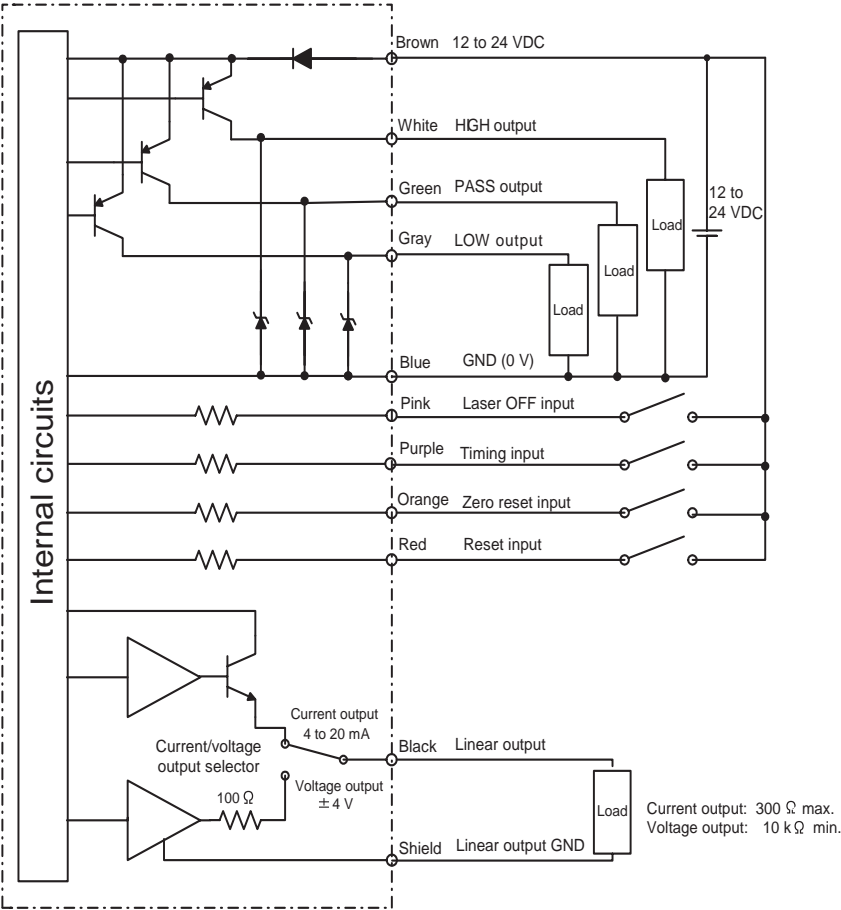 Internal circuits
Brown 12 to 24 VDC
White HIGH output
Green PASS output
Gray LOW output
12 to
24 VDC
Load
Load
Load
Blue GND (0 V)
Pink Laser OFF input
Purple Timing input
Orange Zero reset input
Red Reset input
Current output
4 to 20 mA
Current/voltage
output selector
Black Linear output
Voltage output
±4 V
100 Ω
Load
Current output: 300 Ω max.
Voltage output: 10 kΩ min.
Shield Linear output GND